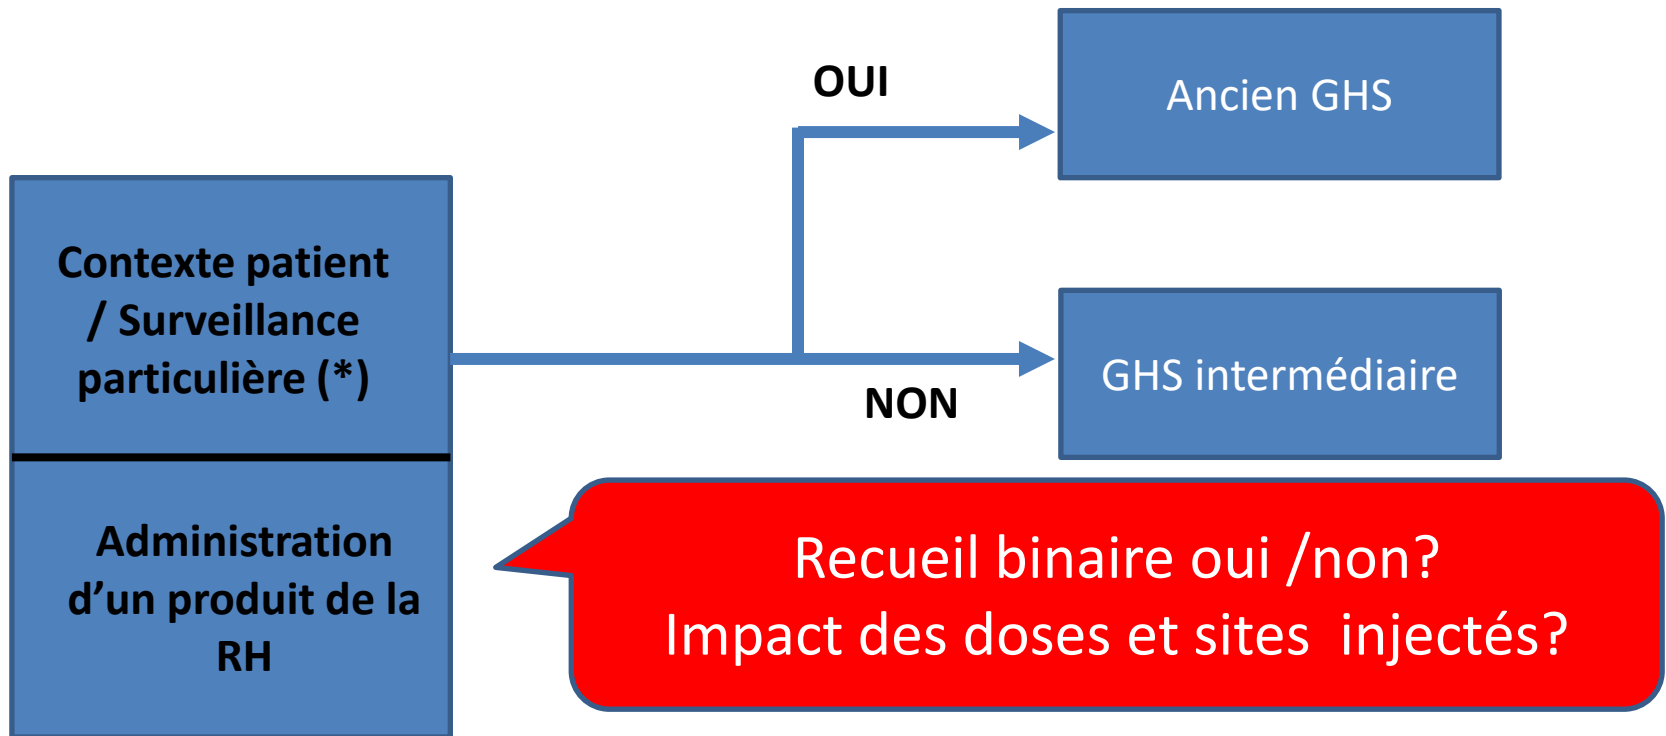 OUI
Ancien GHS
Contexte patient
/ Surveillance
particulière (*)
GHS intermédiaire
NON
Administration
d’un produit de la
RH
Recueil binaire oui /non?
Impact des doses et sites  injectés?